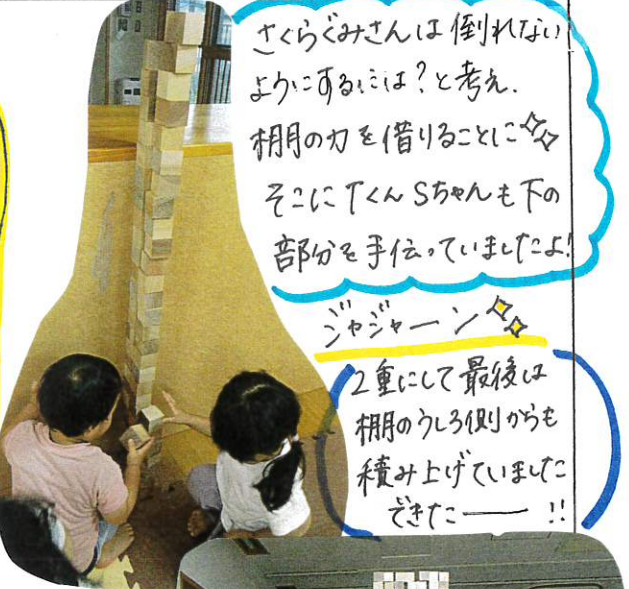 さくらぐみさんは倒れない
ようにするには？と考え、
棚の力を借りることに
そこにTくんSちゃんも下の
部分を手伝っていましたよ！
ジャジャーン
2重にして最後は
棚のうしろ側からも
積み上げていました
できたー !!